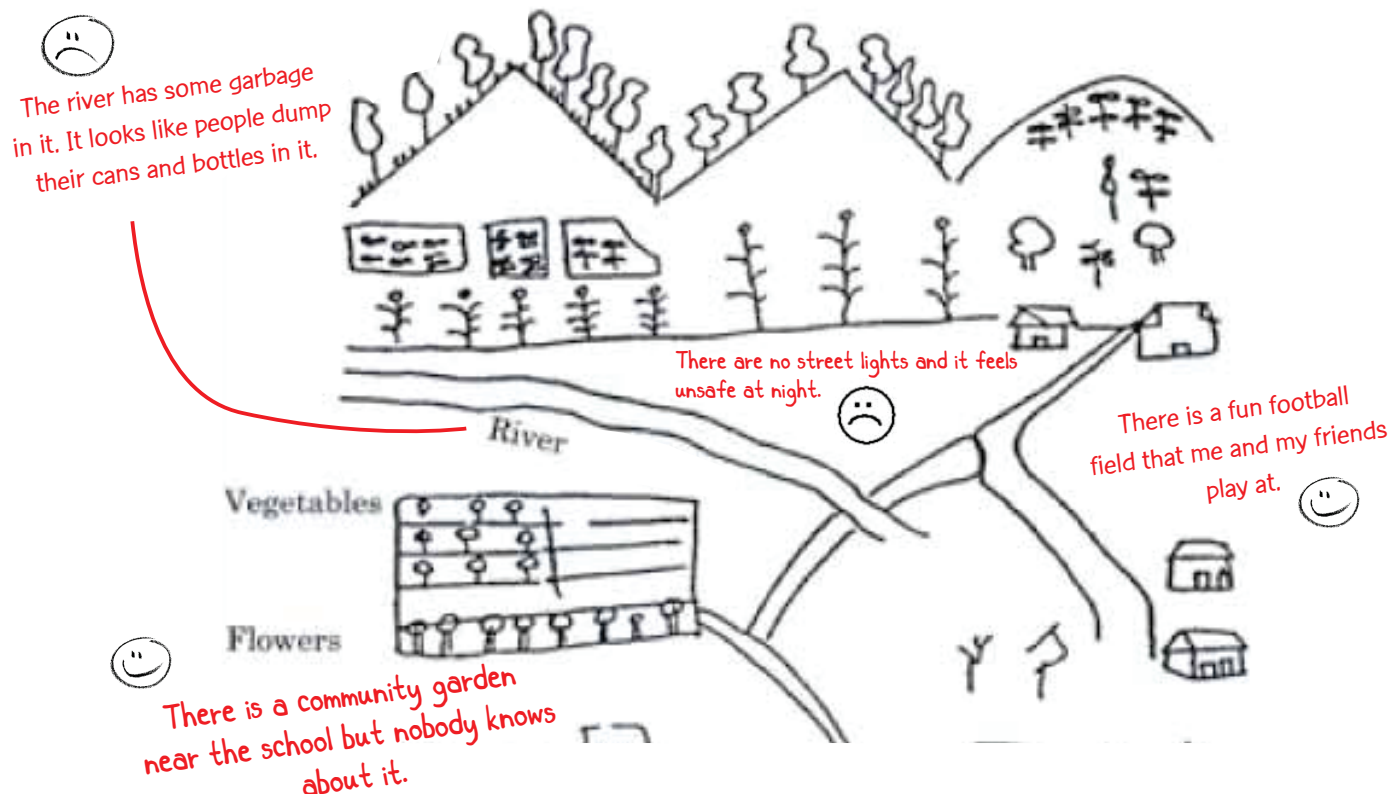 The river has some garbage
in it. It looks like people dump
their cans and bottles in it.
There are no street lights and it feels
unsafe at night.
There is a fun football
field that me and my friends
play at.
River
Vegetables
Flowers
There is a community garden
near the school but nobody knows
about it.